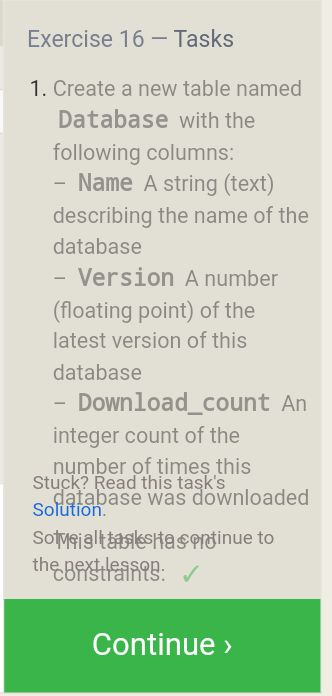 Exercise 16 — Tasks
1. Create a new table named
Database with the
following columns:
– Name A string (text)
describing the name of the
database
– Version A number
(floating point) of the
latest version of this
database
– Download_count An
integer count of the
number of times this
database was downloaded
This table has no
constraints. ✓
Stuck? Read this task's
Solution.
Solve all tasks to continue to
the next lesson.
Continue ›